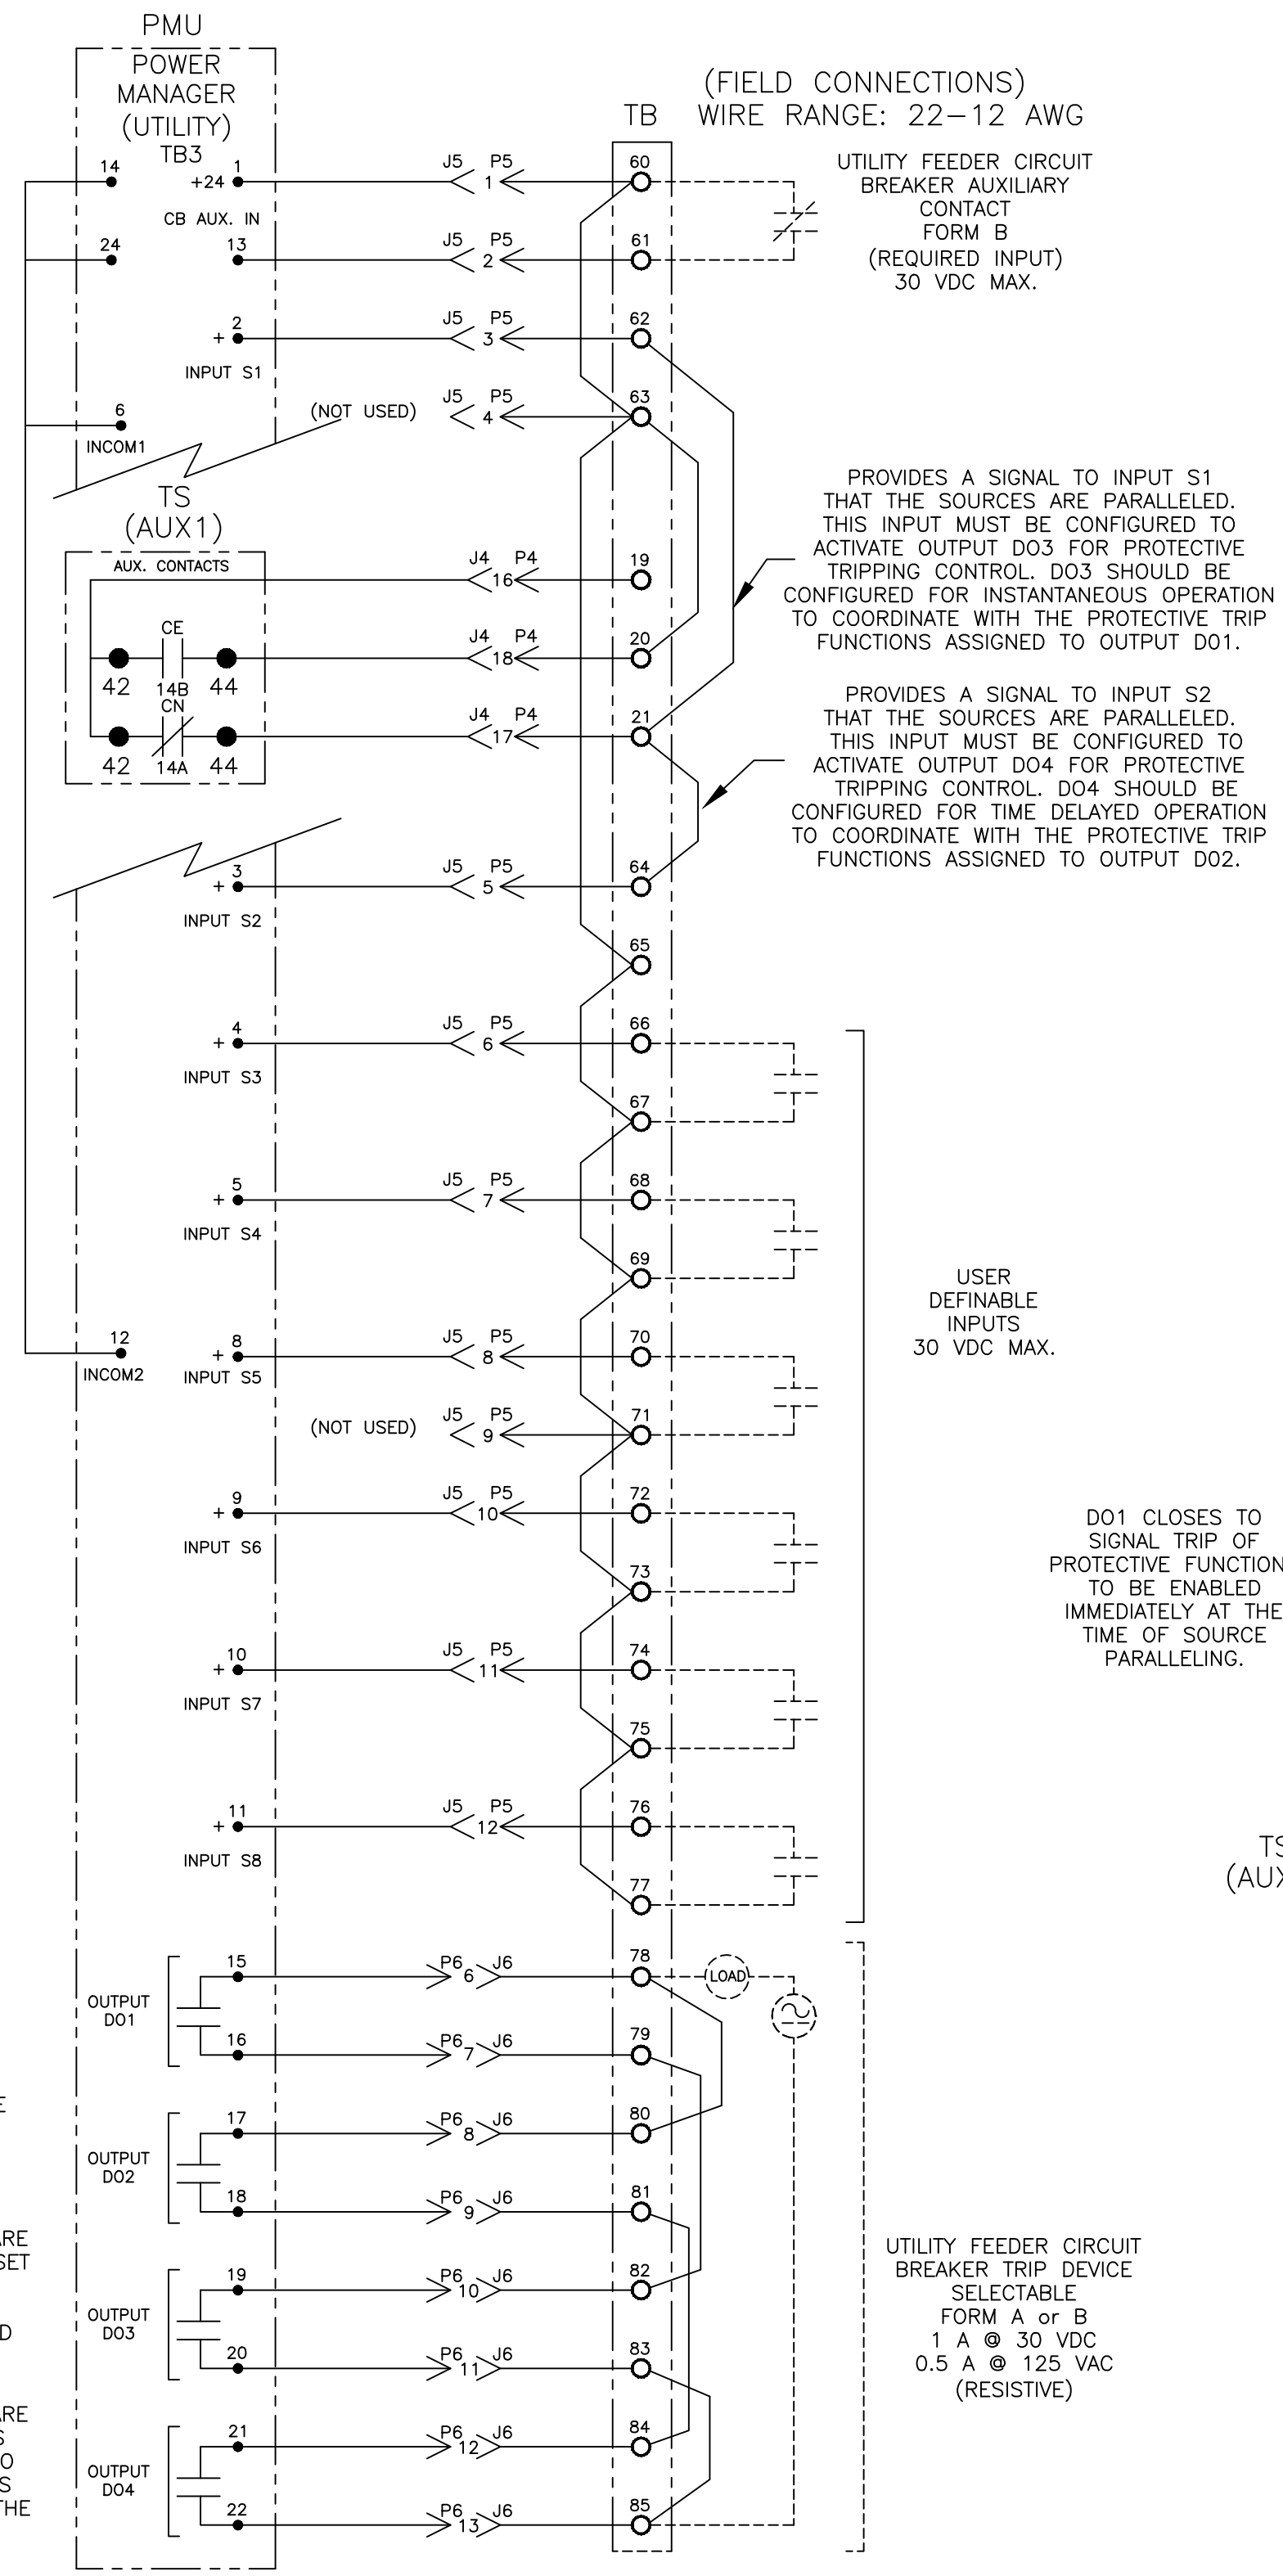 PMU
POWER
MANAGER
(UTILITY)
TB3
(FIELD CONNECTIONS)
TB WIRE RANGE: 22-12 AWG
14 +24 1 J5 P5 1 60
CB AUX. IN
24 13 J5 P5 2 61
UTILITY FEEDER CIRCUIT
BREAKER AUXILIARY
CONTACT
FORM B
(REQUIRED INPUT)
30 VDC MAX.
+ 2 J5 P5 3 62
INPUT S1
6 (NOT USED) J5 P5 4 63
INCOM1
TS
(AUX1)
AUX. CONTACTS
J4 P4 16 19
CE
42 14B 44 J4 P4 18 20
CN
42 14A 44 J4 P4 17 21
PROVIDES A SIGNAL TO INPUT S1
THAT THE SOURCES ARE PARALLELED.
THIS INPUT MUST BE CONFIGURED TO
ACTIVATE OUTPUT DO3 FOR PROTECTIVE
TRIPPING CONTROL. DO3 SHOULD BE
CONFIGURED FOR INSTANTANEOUS OPERATION
TO COORDINATE WITH THE PROTECTIVE TRIP
FUNCTIONS ASSIGNED TO OUTPUT DO1.
PROVIDES A SIGNAL TO INPUT S2
THAT THE SOURCES ARE PARALLELED.
THIS INPUT MUST BE CONFIGURED TO
ACTIVATE OUTPUT DO4 FOR PROTECTIVE
TRIPPING CONTROL. DO4 SHOULD BE
CONFIGURED FOR TIME DELAYED OPERATION
TO COORDINATE WITH THE PROTECTIVE TRIP
FUNCTIONS ASSIGNED TO OUTPUT DO2.
+ 3 J5 P5 5 64
INPUT S2
65
+ 4 J5 P5 6 66
INPUT S3
67
+ 5 J5 P5 7 68
INPUT S4
69
USER
DEFINABLE
INPUTS
30 VDC MAX.
12 + 8 J5 P5 8 70
INCOM2 INPUT S5
(NOT USED) J5 P5 9 71
+ 9 J5 P5 10 72
INPUT S6
73
DO1 CLOSES TO
SIGNAL TRIP OF
PROTECTIVE FUNCTION
TO BE ENABLED
IMMEDIATELY AT THE
TIME OF SOURCE
PARALLELING.
+ 10 J5 P5 11 74
INPUT S7
75
+ 11 J5 P5 12 76
INPUT S8
77
TS
(AUX
OUTPUT
DO1
15 P6 6 J6 78 LOAD
16 P6 7 J6 79
E
OUTPUT
DO2
17 P6 8 J6 80
18 P6 9 J6 81
ARE
SET
OUTPUT
DO3
19 P6 10 J6 82
20 P6 11 J6 83
D
UTILITY FEEDER CIRCUIT
BREAKER TRIP DEVICE
SELECTABLE
FORM A or B
1 A @ 30 VDC
0.5 A @ 125 VAC
(RESISTIVE)
ARE
S
O
S
THE
OUTPUT
DO4
21 P6 12 J6 84
22 P6 13 J6 85